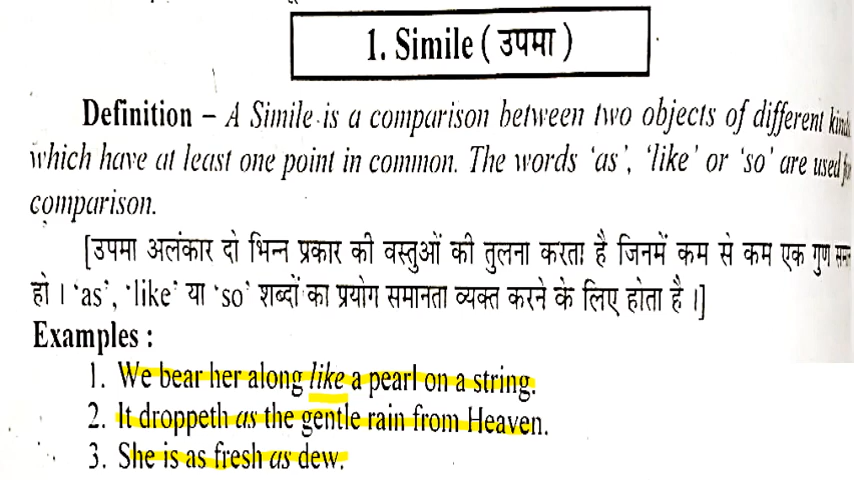 1. Simile ( उपमा )
Definition – A Simile is a comparison between two objects of different kinds
which have at least one point in common. The words ‘as’, ‘like’ or ‘so’ are used for
comparison.
[उपमा अलंकार दो भिन्न प्रकार की वस्तुओं की तुलना करता है जिनमें कम से कम एक गुण
हो । ‘as’, ‘like’ या ‘so’ शब्दों का प्रयोग समानता व्यक्त करने के लिए होता है ।]
Examples :
1. We bear her along like a pearl on a string.
2. It droppeth as the gentle rain from Heaven.
3. She is as fresh as dew.